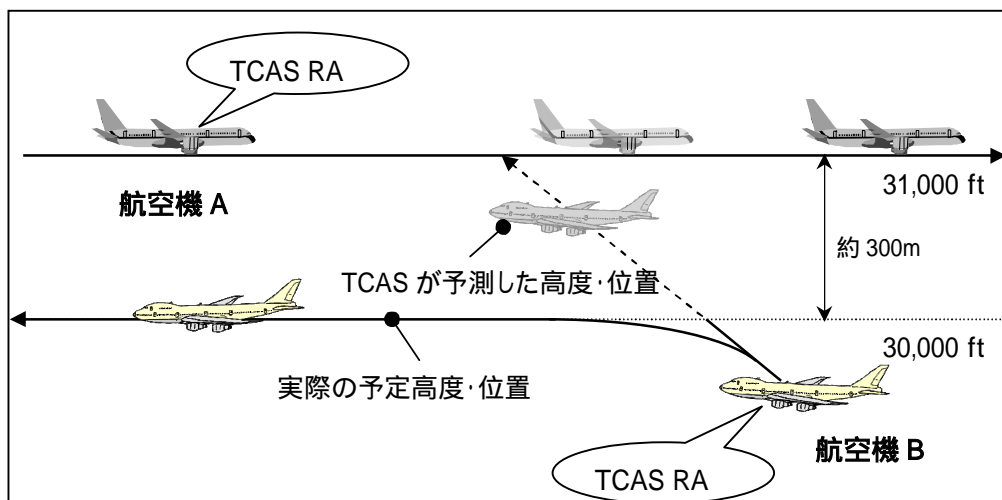 TCAS RA
航空機 A
31,000 ft
約 300m
TCAS が予測した高度・位置
30,000 ft
実際の予定高度・位置
航空機 B
TCAS RA